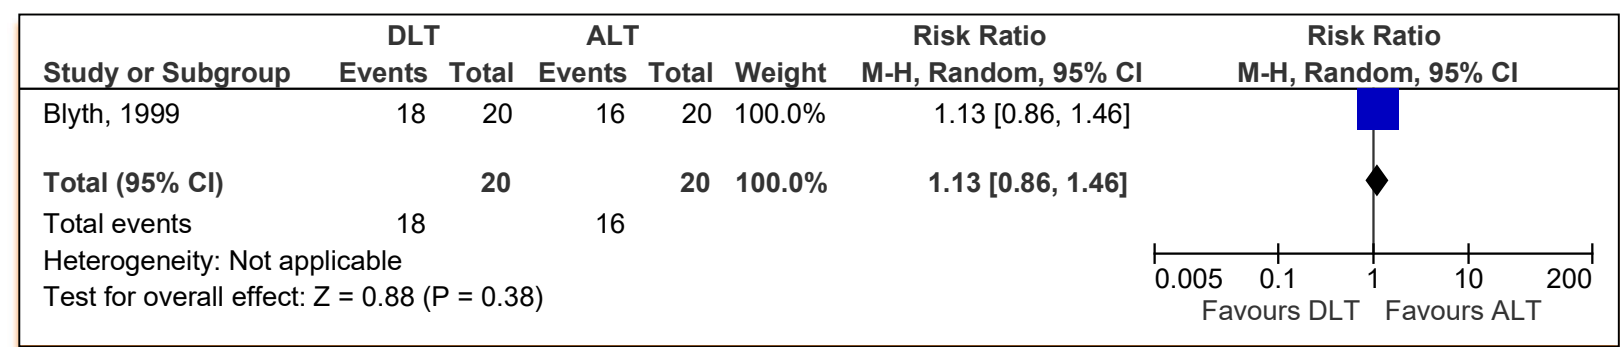 DLT ALT Risk Ratio Risk Ratio
Study or Subgroup Events Total Events Total Weight M-H, Random, 95% CI M-H, Random, 95% CI
Blyth, 1999 18 20 16 20 100.0% 1.13 [0.86, 1.46]
Total (95% CI) 20 20 100.0% 1.13 [0.86, 1.46]
Total events 18 16
Heterogeneity: Not applicable
Test for overall effect: Z = 0.88 (P = 0.38)
0.005 0.1 1 10 200
Favours DLT Favours ALT